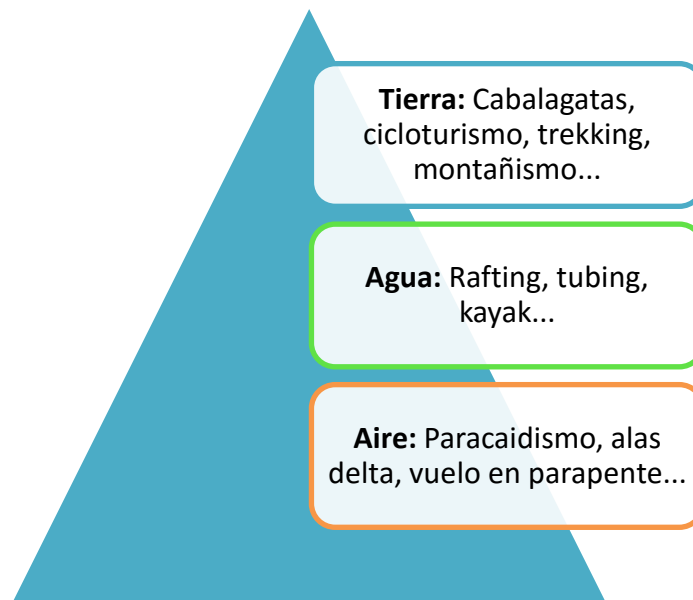 Tierra: Cabalagatas,
cicloturismo, trekking,
montañismo...
Agua: Rafting, tubing,
kayak...
Aire: Paracaidismo, alas
delta, vuelo en parapente...